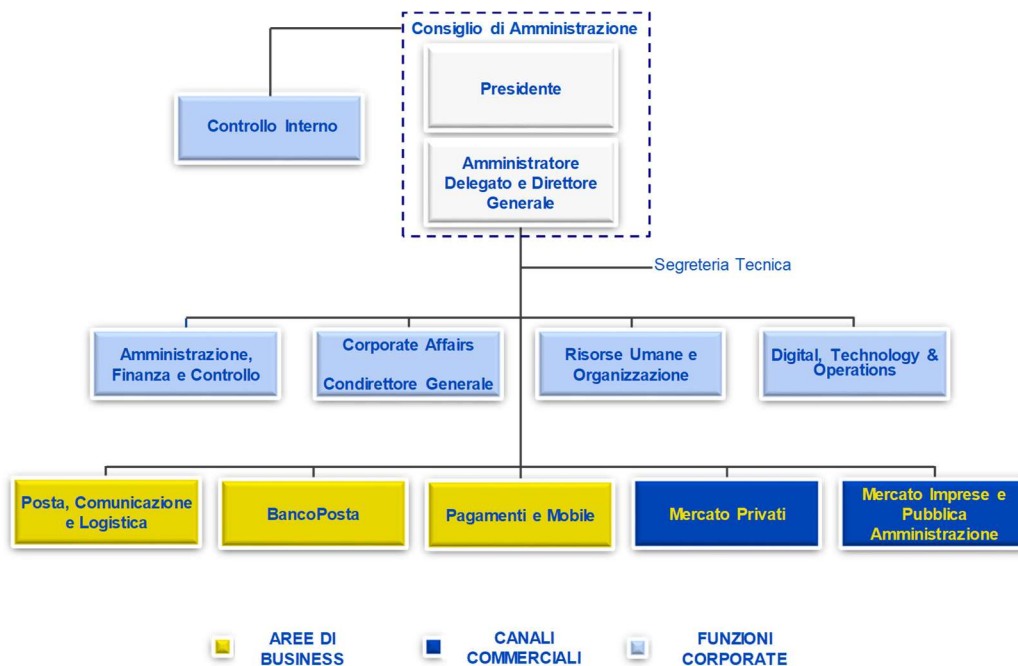 Consiglio di Amministrazione
Presidente
Controllo Interno
Amministratore
Delegato e Direttore
Generale
Segreteria Tecnica
Amministrazione,
Finanza e Controllo
Corporate Affairs
Condirettore Generale
Risorse Umane e
Organizzazione
Digital, Technology &
Operations
Posta, Comunicazione
e Logistica
BancoPosta
Pagamenti e Mobile
Mercato Privati
Mercato Imprese e
Pubblica
Amministrazione
AREE DI
BUSINESS
CANALI
COMMERCIALI
FUNZIONI
CORPORATE